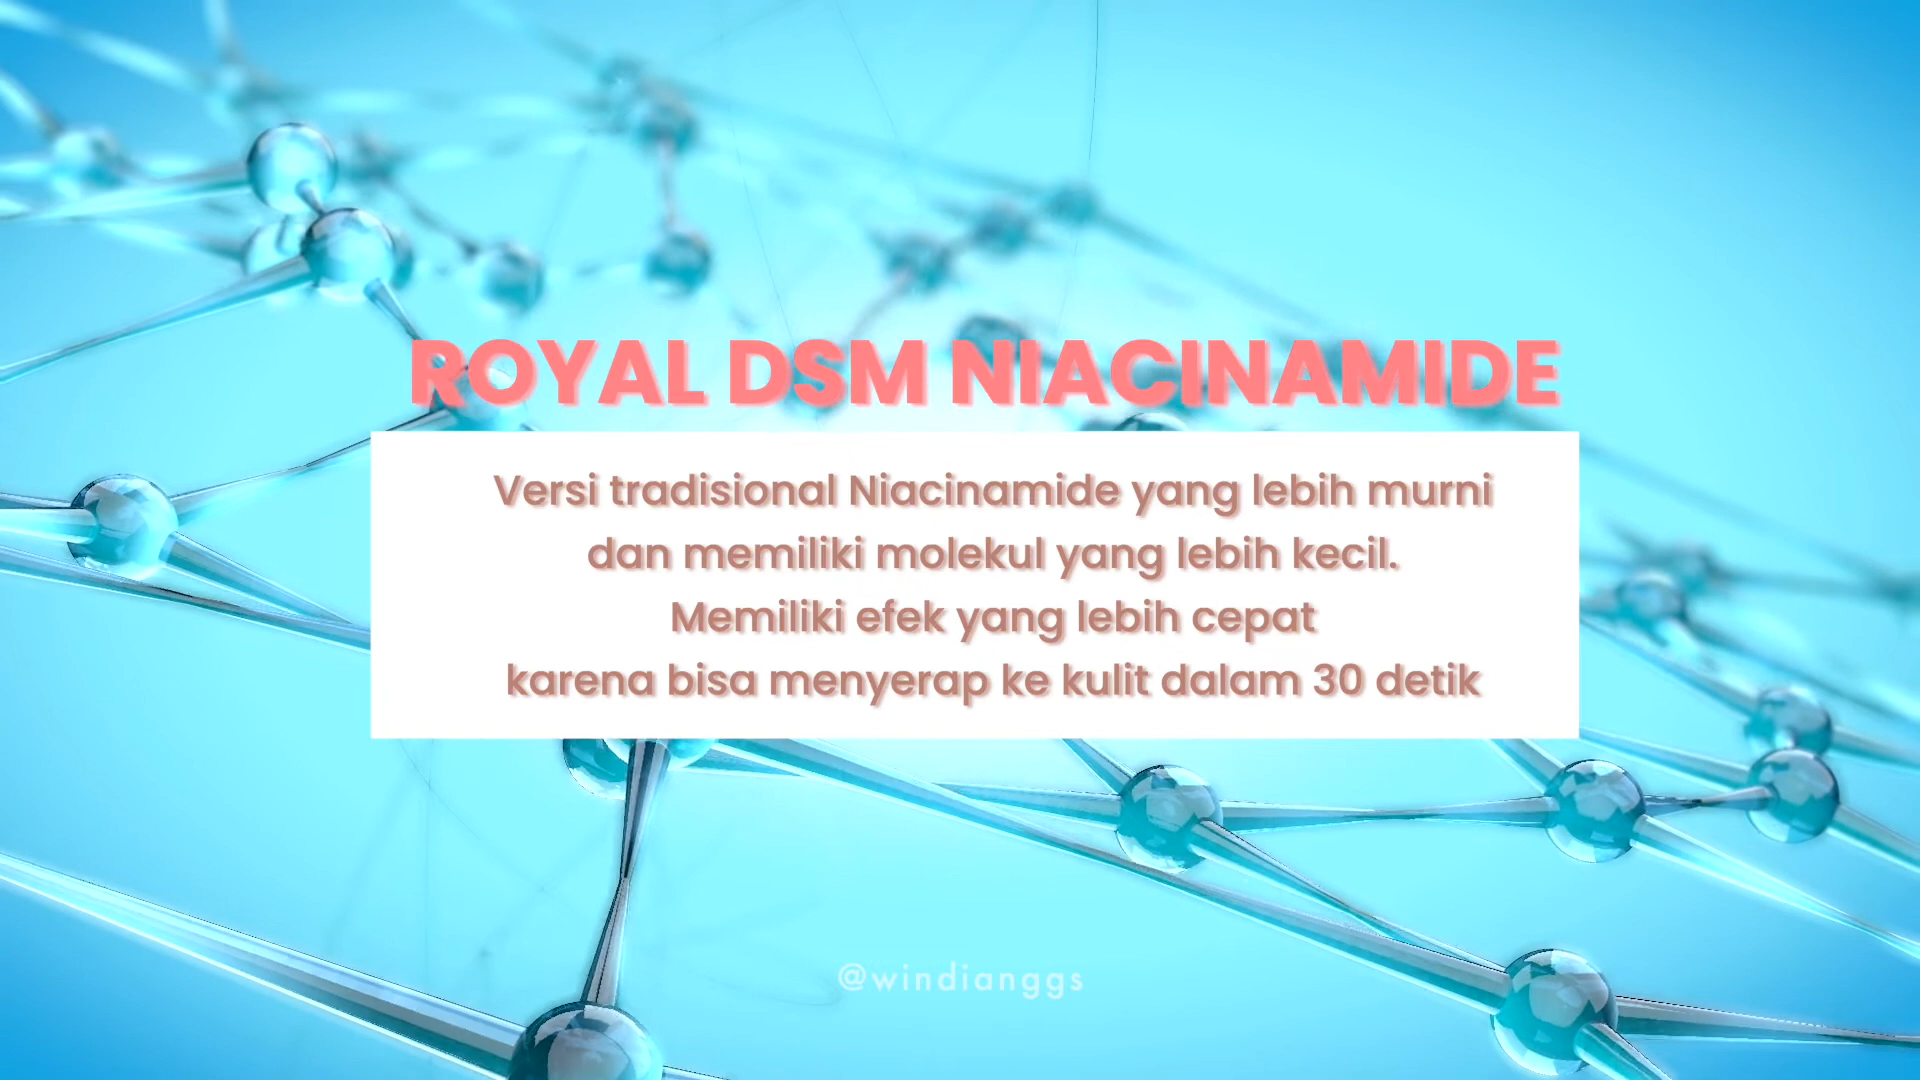 ROYAL DSM NIACINAMIDE
Versi tradisional Niacinamide yang lebih murni
dan memiliki molekul yang lebih kecil.
Memiliki efek yang lebih cepat
karena bisa menyerap ke kulit dalam 30 detik
@windianggs